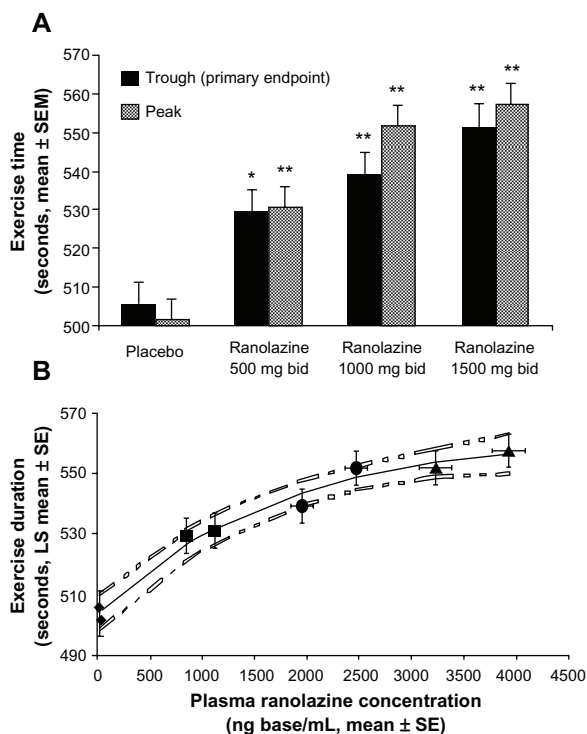 A
Exercise time
(seconds, mean ± SEM)
570
560
550
540
530
520
510
500
Trough (primary endpoint)
Peak
*
**
**
**
**
**
Placebo
Ranolazine
500 mg bid
Ranolazine
1000 mg bid
Ranolazine
1500 mg bid
B
Exercise duration
(seconds, LS mean ± SE)
570
550
530
510
490
0
500
1000
1500
2000
2500
3000
3500
4000
4500
Plasma ranolazine concentration
(ng base/mL, mean ± SE)